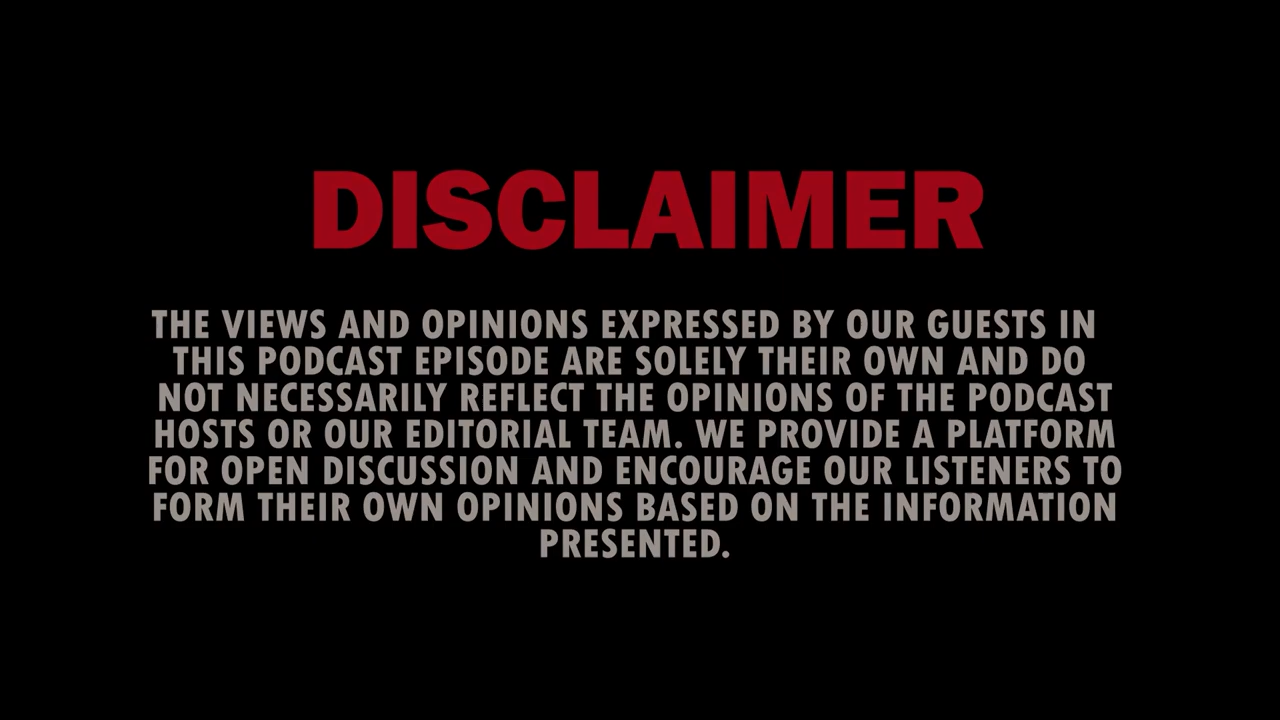 DISCLAIMER
THE VIEWS AND OPINIONS EXPRESSED BY OUR GUESTS IN
THIS PODCAST EPISODE ARE SOLELY THEIR OWN AND DO
NOT NECESSARILY REFLECT THE OPINIONS OF THE PODCAST
HOSTS OR OUR EDITORIAL TEAM. WE PROVIDE A PLATFORM
FOR OPEN DISCUSSION AND ENCOURAGE OUR LISTENERS TO
FORM THEIR OWN OPINIONS BASED ON THE INFORMATION
PRESENTED.